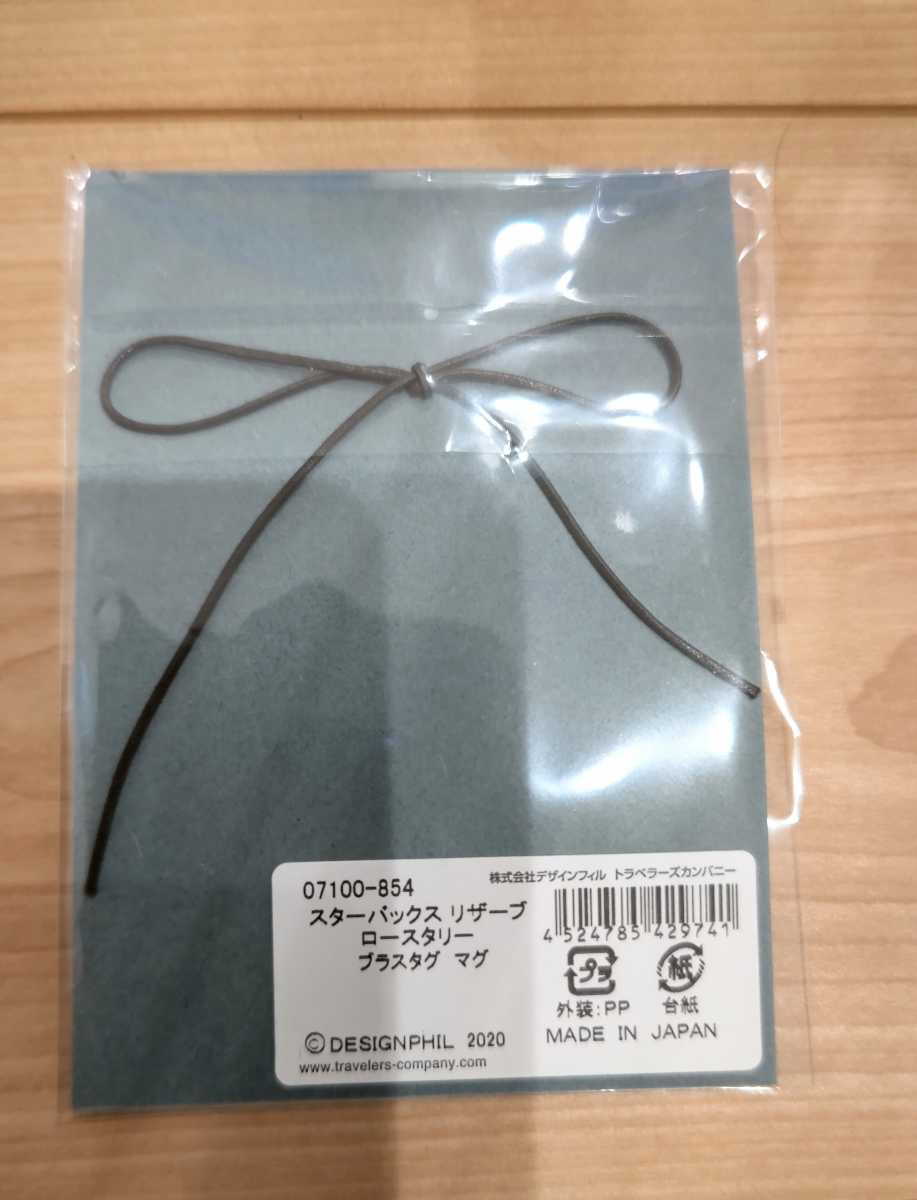 株式会社デザインフィル トラベラーズカンパニー
07100-854
スターバックス リザーブ
ロースタリー
ブラスタグ マグ
4 524785 429741
プラ 紙
外装:PP 台紙
©DESIGNPHIL 2020
MADE IN JAPAN
www.travelers-company.com